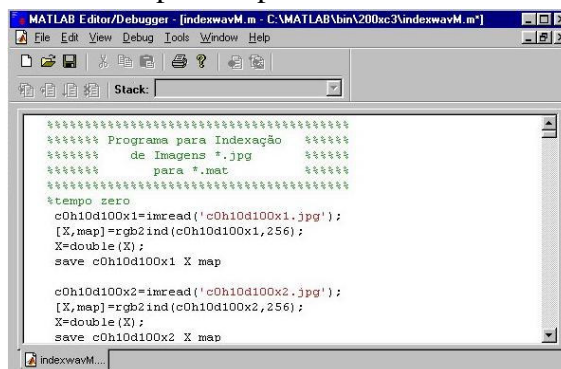 MATLAB Editor/Debugger - [indexwavM.m - C:\MATLAB\bin\200xc3\indexwavM.m*]
File Edit View Debug Tools Window Help
Stack:
%%%%%%%%%%%%%%%%%%%%%%%%%%%%%%%%%%%%%%%%
%%%%%%% Programa para Indexação %%%%%%
%%%%%%% de Imagens *.jpg %%%%%%
%%%%%%% para *.mat %%%%%%
%%%%%%%%%%%%%%%%%%%%%%%%%%%%%%%%%%%%%%%%
%tempo zero
c0h10d100x1=imread('c0h10d100x1.jpg');
[X,map]=rgb2ind(c0h10d100x1,256);
X=double(X);
save c0h10d100x1 X map
c0h10d100x2=imread('c0h10d100x2.jpg');
[X,map]=rgb2ind(c0h10d100x2,256);
X=double(X);
save c0h10d100x2 X map
indexwavM....